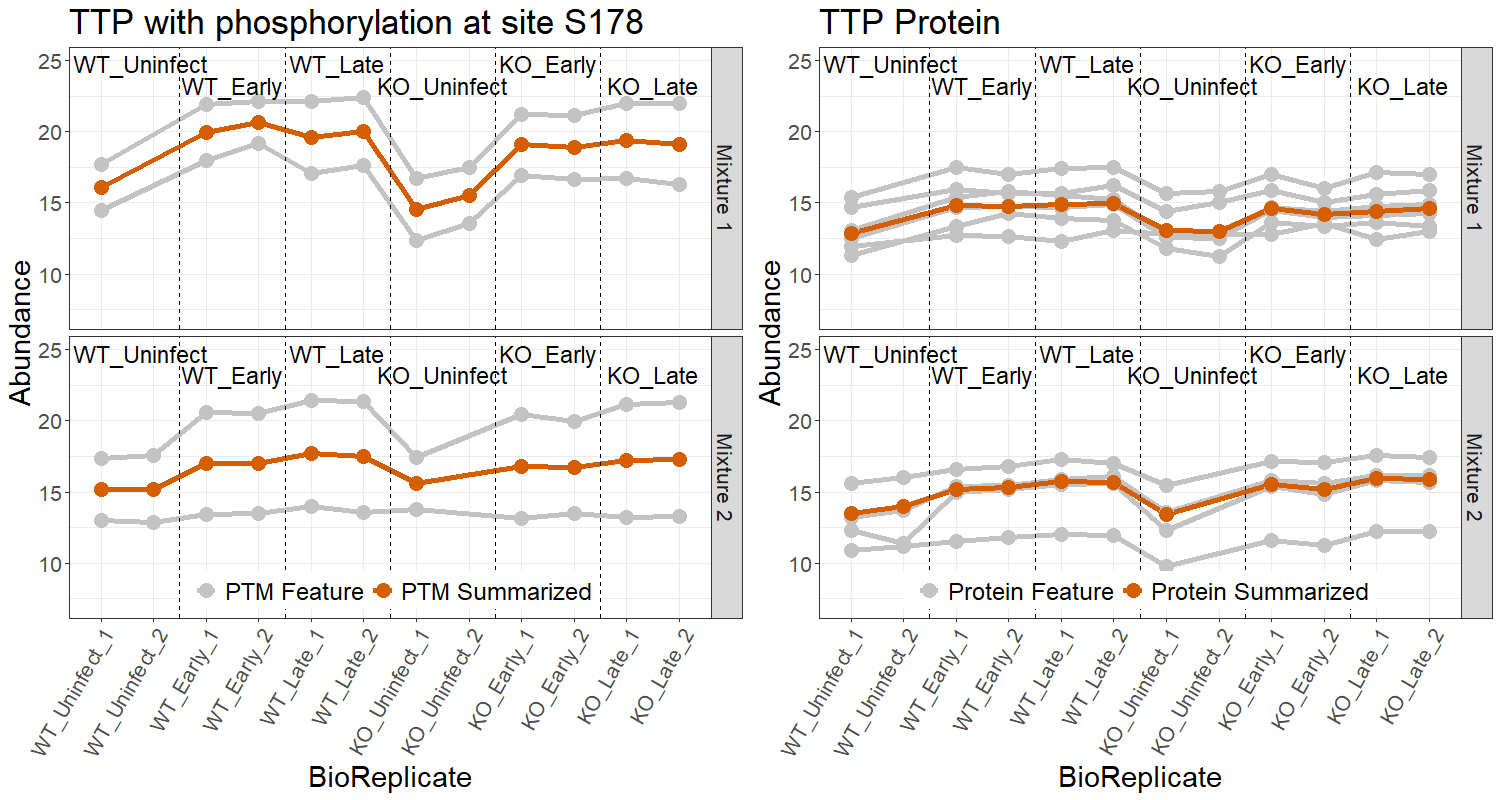 TTP with phosphorylation at site S178
Abundance
25
20
15
10
WT_Uninfect
WT_Early
WT_Late
KO_Uninfect
KO_Early
KO_Late
Mixture 1
25
20
15
10
WT_Uninfect
WT_Early
WT_Late
KO_Uninfect
KO_Early
KO_Late
Mixture 2
PTM Feature PTM Summarized
WT_Uninfect_1
WT_Uninfect_2
WT_Early_1
WT_Early_2
WT_Late_1
WT_Late_2
KO_Uninfect_1
KO_Uninfect_2
KO_Early_1
KO_Early_2
KO_Late_1
KO_Late_2
BioReplicate
TTP Protein
Abundance
25
20
15
10
WT_Uninfect
WT_Early
WT_Late
KO_Uninfect
KO_Early
KO_Late
Mixture 1
25
20
15
10
WT_Uninfect
WT_Early
WT_Late
KO_Uninfect
KO_Early
KO_Late
Mixture 2
Protein Feature Protein Summarized
WT_Uninfect_1
WT_Uninfect_2
WT_Early_1
WT_Early_2
WT_Late_1
WT_Late_2
KO_Uninfect_1
KO_Uninfect_2
KO_Early_1
KO_Early_2
KO_Late_1
KO_Late_2
BioReplicate